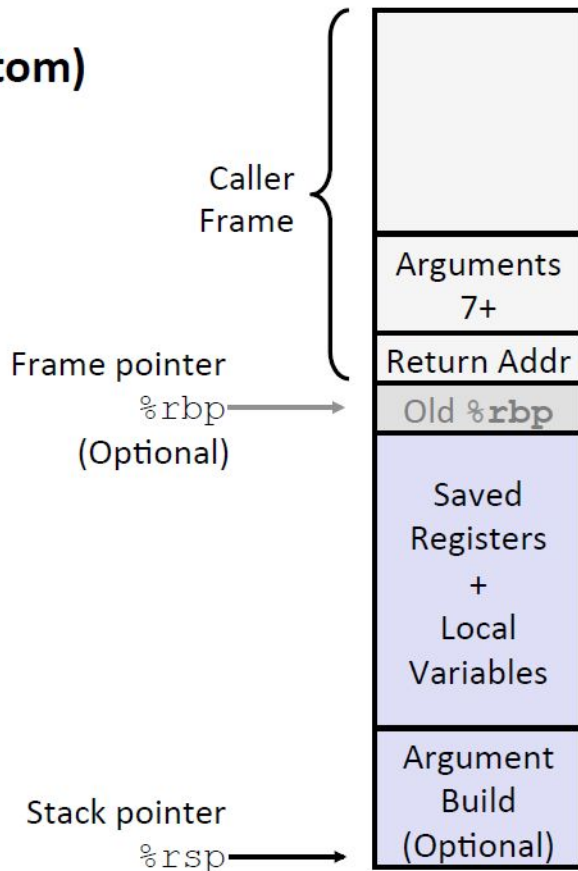 tom)
Caller
Frame
Arguments
7+
Return Addr
Frame pointer
%rbp
(Optional)
Old %rbp
Saved
Registers
+
Local
Variables
Argument
Build
(Optional)
Stack pointer
%rsp